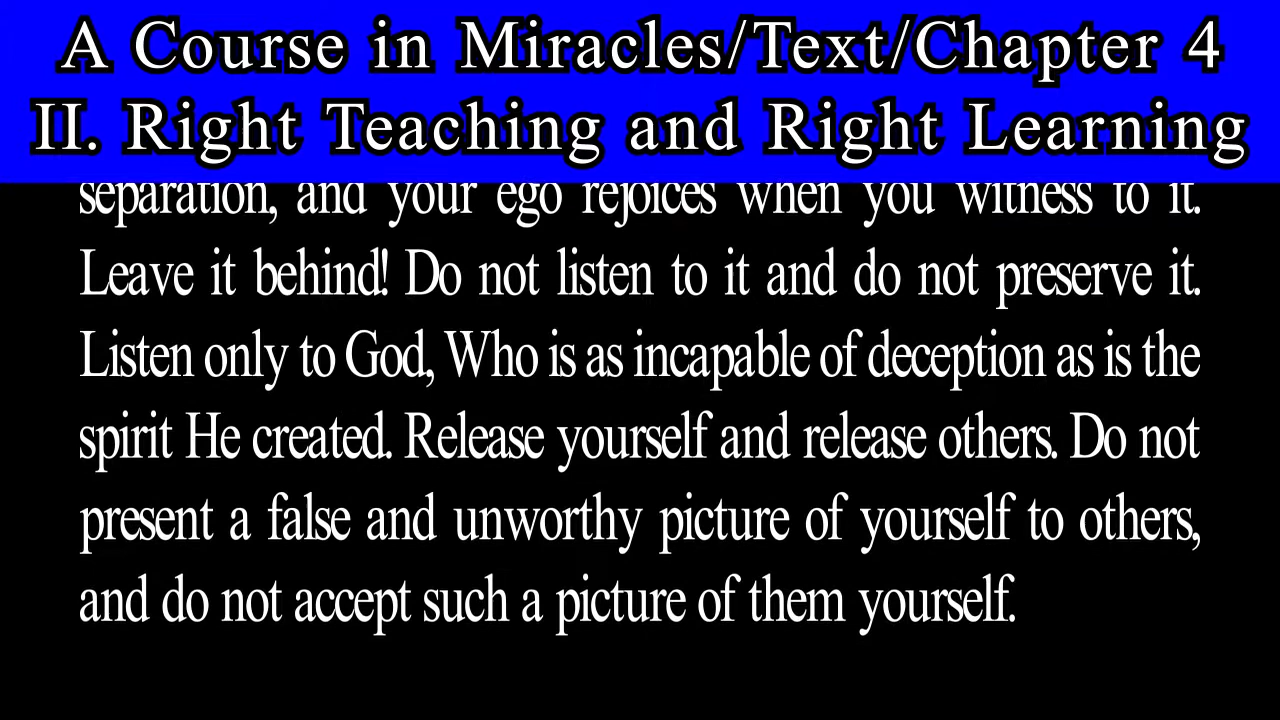 A Course in Miracles/Text/Chapter 4
II. Right Teaching and Right Learning
separation, and your ego rejoices when you witness to it.
Leave it behind! Do not listen to it and do not preserve it.
Listen only to God, Who is as incapable of deception as is the
spirit He created. Release yourself and release others. Do not
present a false and unworthy picture of yourself to others,
and do not accept such a picture of them yourself.